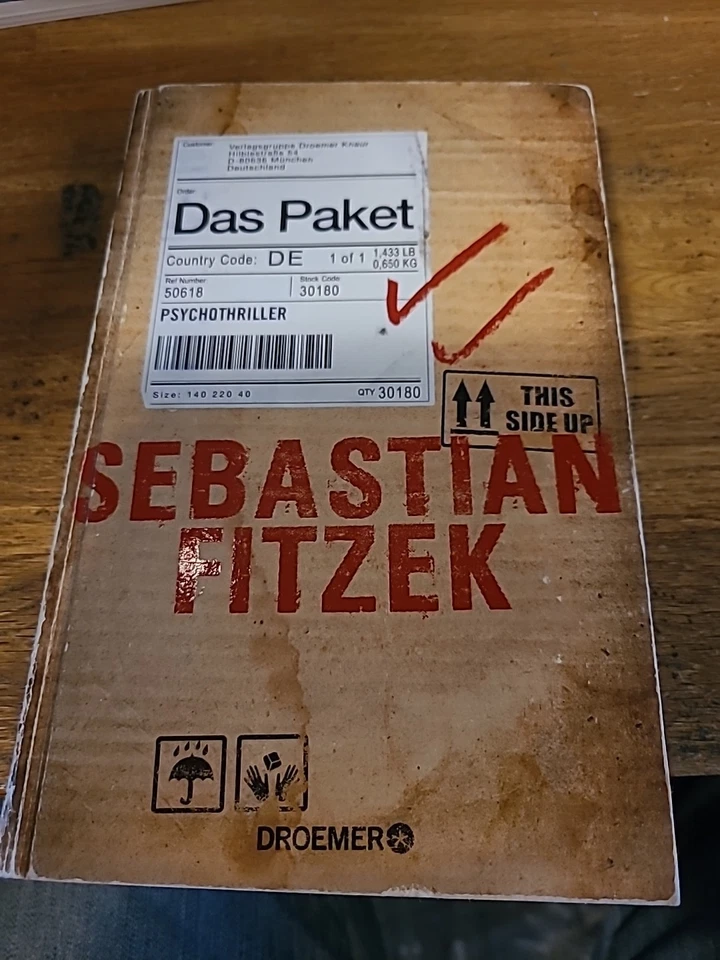 Customer:
Verlagsgruppe Droemer Knaur
Hilblestraße 54
D-80636 München
Deutschland
Order:
Das Paket
Country Code: DE 1 of 1 1,433 LB
0,650 KG
Ref Number: Stock Code:
50618 30180
PSYCHOTHRILLER
Size: 140 220 40 QTY 30180
THIS
SIDE UP
SEBASTIAN
FITZEK
DROEMER